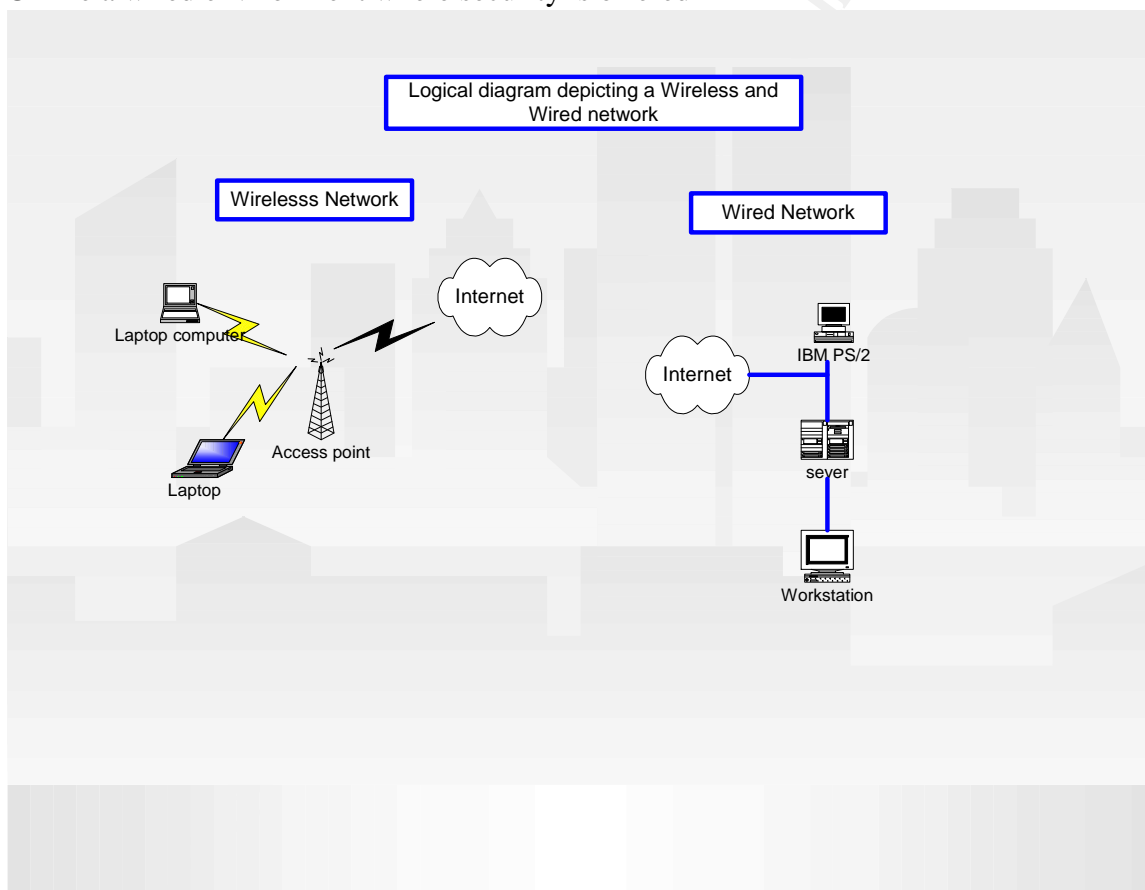 Logical diagram depicting a Wireless and
Wired network
Wirelesss Network
Wired Network
Internet
Laptop computer
Access point
Laptop
Internet
IBM PS/2
sever
Workstation